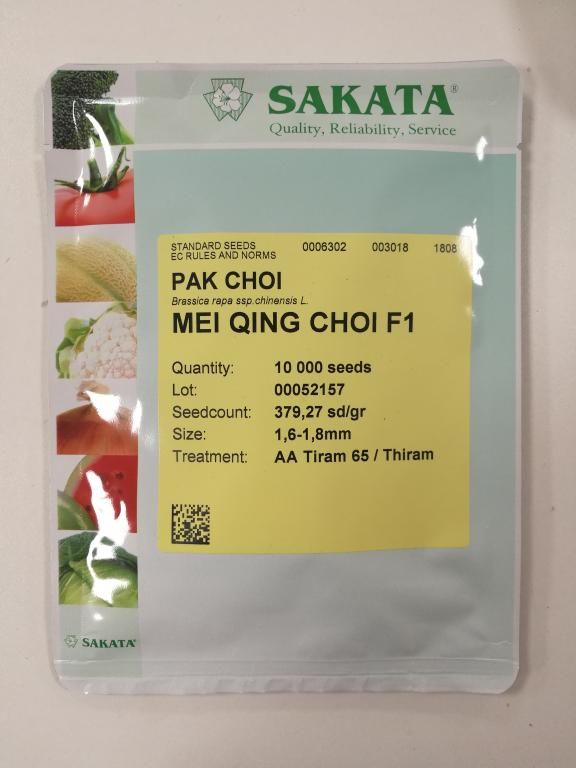 SAKATA®
Quality, Reliability, Service
STANDARD SEEDS 0006302 003018 1808
EC RULES AND NORMS
PAK CHOI
Brassica rapa ssp.chinensis L.
MEI QING CHOI F1
Quantity: 10 000 seeds
Lot: 00052157
Seedcount: 379,27 sd/gr
Size: 1,6-1,8mm
Treatment: AA Tiram 65 / Thiram
SAKATA®